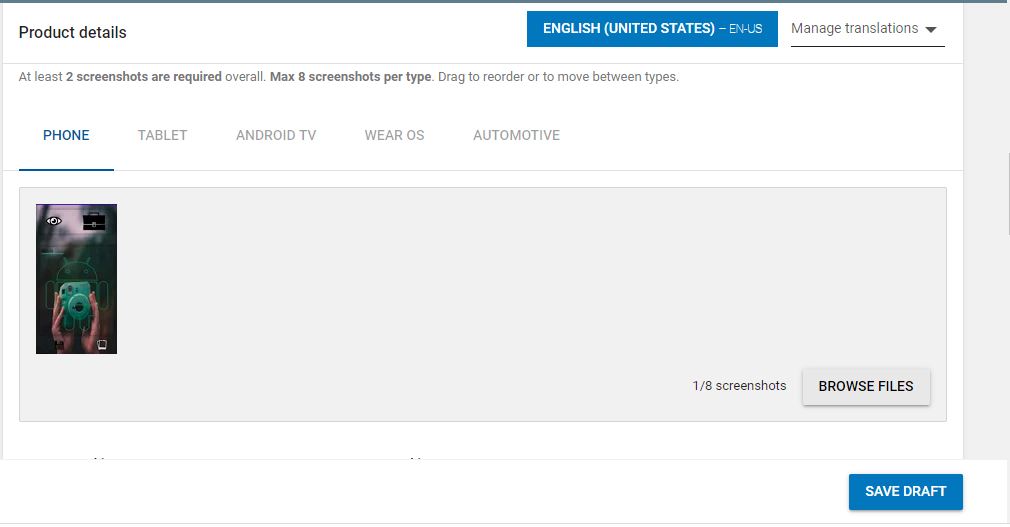 Product details
ENGLISH (UNITED STATES) – EN-US
Manage translations
At least 2 screenshots are required overall. Max 8 screenshots per type. Drag to reorder or to move between types.
PHONE
TABLET
ANDROID TV
WEAR OS
AUTOMOTIVE
1/8 screenshots
BROWSE FILES
SAVE DRAFT